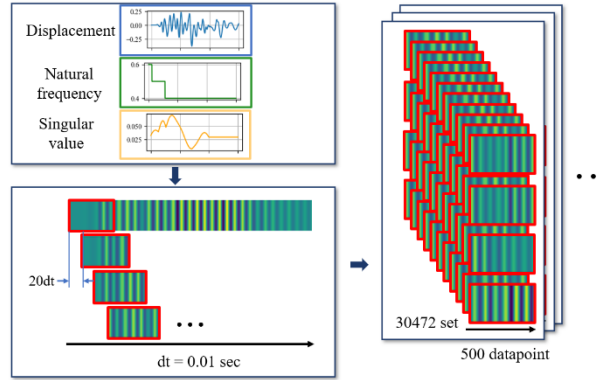 Displacement
0.25
0.00
-0.25
Natural
frequency
0.6
0.4
Singular
value
0.050
0.025
20dt
dt = 0.01 sec
30472 set
500 datapoint